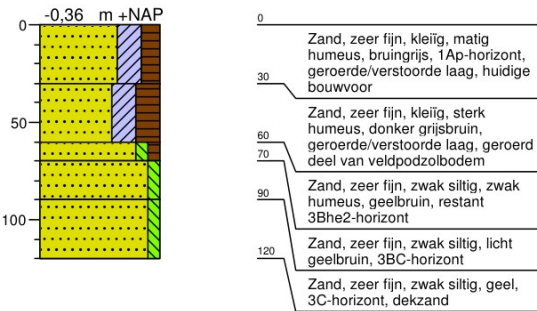 -0,36 m +NAP
0
50
100
0
Zand, zeer fijn, kleiïg, matig
humeus, bruingrijs, 1Ap-horizont,
geroerde/verstoorde laag, huidige
bouwvoor
30
Zand, zeer fijn, kleiïg, sterk
humeus, donker grijsbruin,
geroerde/verstoorde laag, geroerd
deel van veldpodzolbodem
60
Zand, zeer fijn, zwak siltig, zwak
humeus, geelbruin, restant
3Bhe2-horizont
70
Zand, zeer fijn, zwak siltig, licht
geelbruin, 3BC-horizont
90
Zand, zeer fijn, zwak siltig, geel,
3C-horizont, dekzand
120